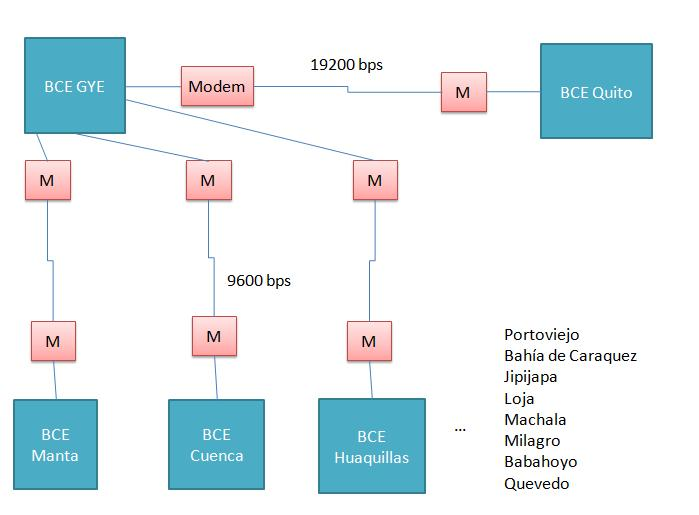 19200 bps
BCE GYE
Modem
M
BCE Quito
M
M
M
9600 bps
M
M
M
Portoviejo
Bahía de Caraquez
Jipijapa
Loja
Machala
Milagro
Babahoyo
Quevedo
BCE
Manta
BCE
Cuenca
BCE
Huaquillas
...